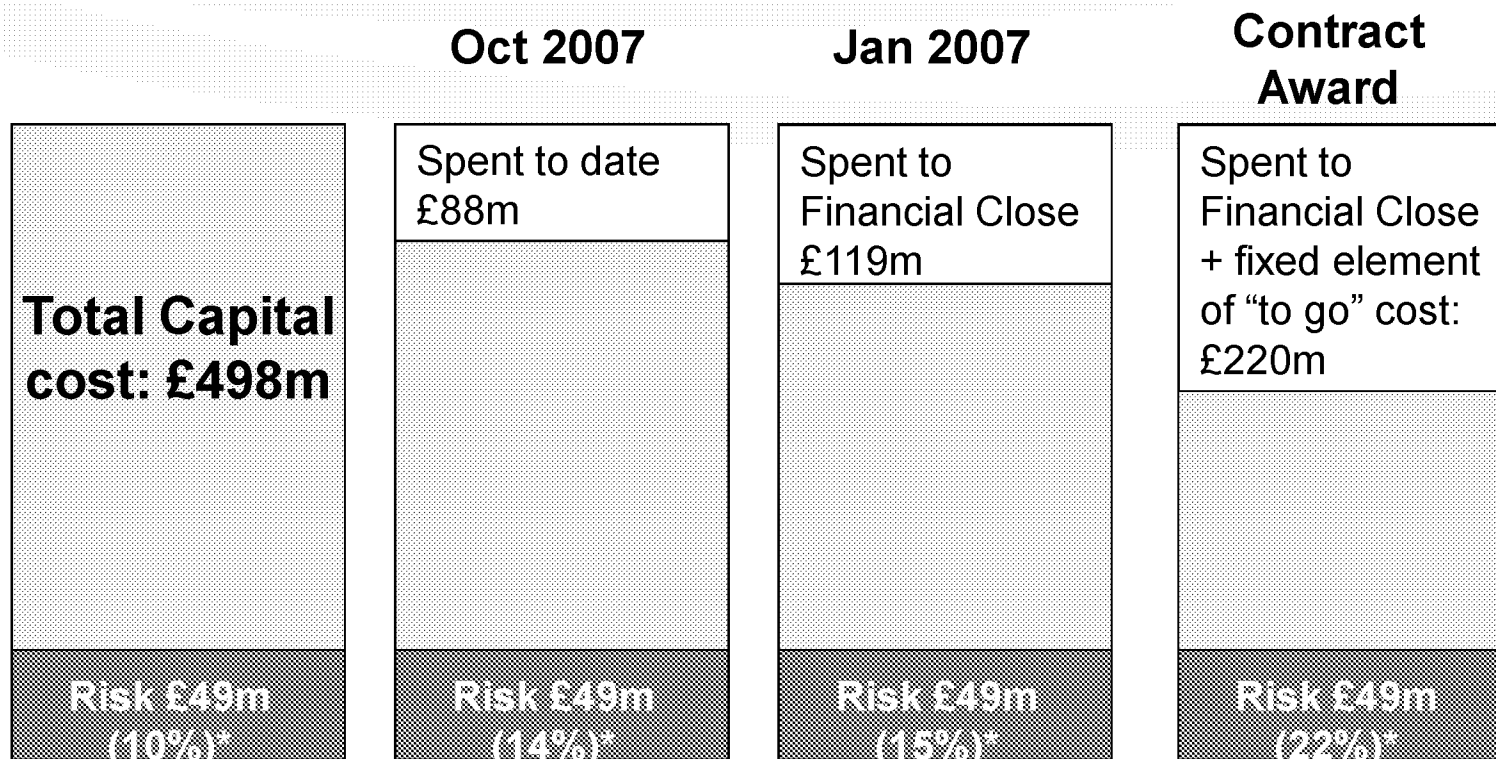 Oct 2007
Jan 2007
Contract
Award
Total Capital
cost: £498m
Risk £49m
(10%)*
Spent to date
£88m
Risk £49m
(14%)*
Spent to
Financial Close
£119m
Risk £49m
(15%)*
Spent to
Financial Close
+ fixed element
of “to go” cost:
£220m
Risk £49m
(22%)*